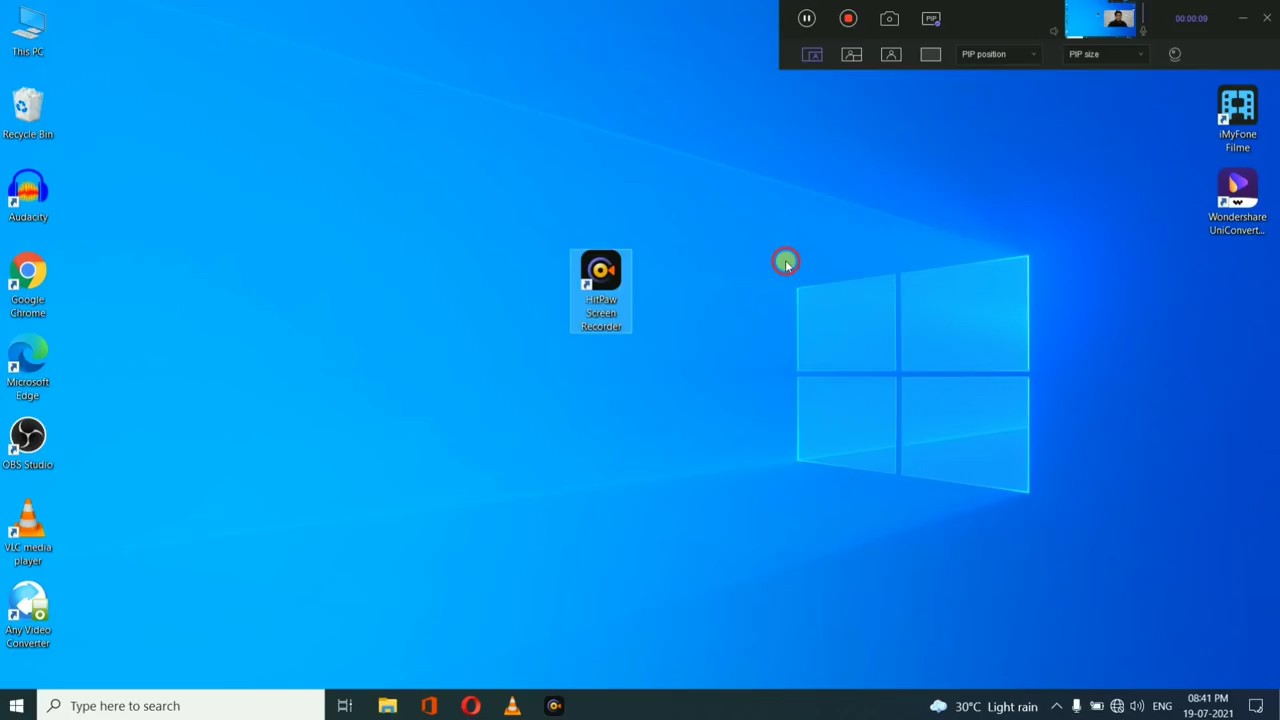 This PC
Recycle Bin
Audacity
Google
Chrome
Microsoft
Edge
OBS Studio
VLC media
player
Any Video
Converter
HitPaw
Screen
Recorder
PIP
00:00:09
PIP position
PIP size
iMyFone
Filme
Wondershare
UniConvert...
Type here to search
30°C Light rain
ENG
08:41 PM
19-07-2021